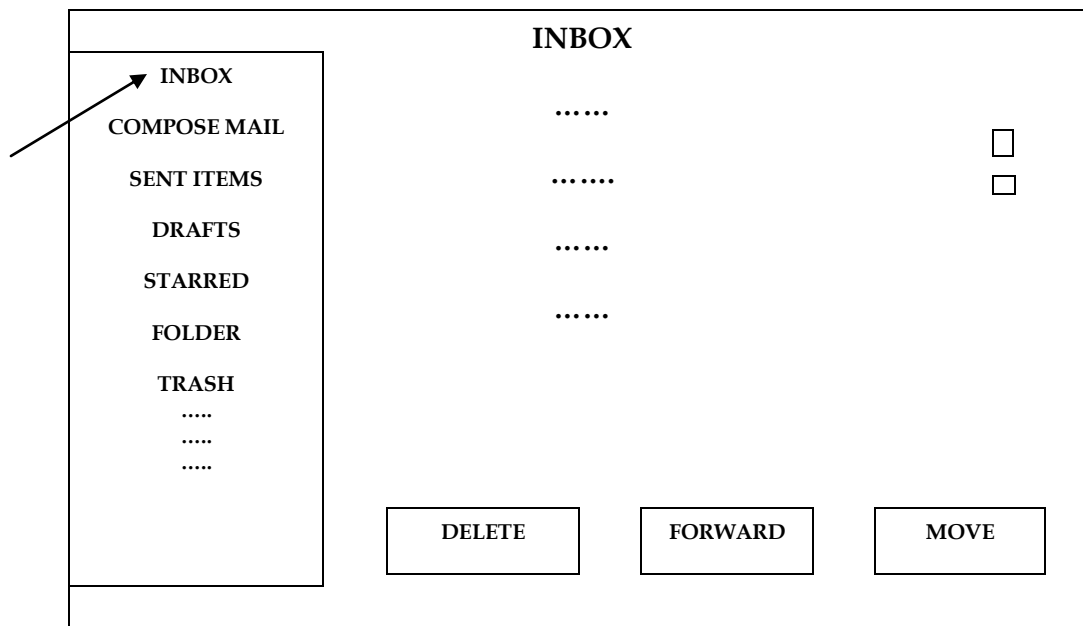 INBOX
INBOX
COMPOSE MAIL
SENT ITEMS
DRAFTS
STARRED
FOLDER
TRASH
.....
.....
.....
......
.......
......
......
DELETE
FORWARD
MOVE